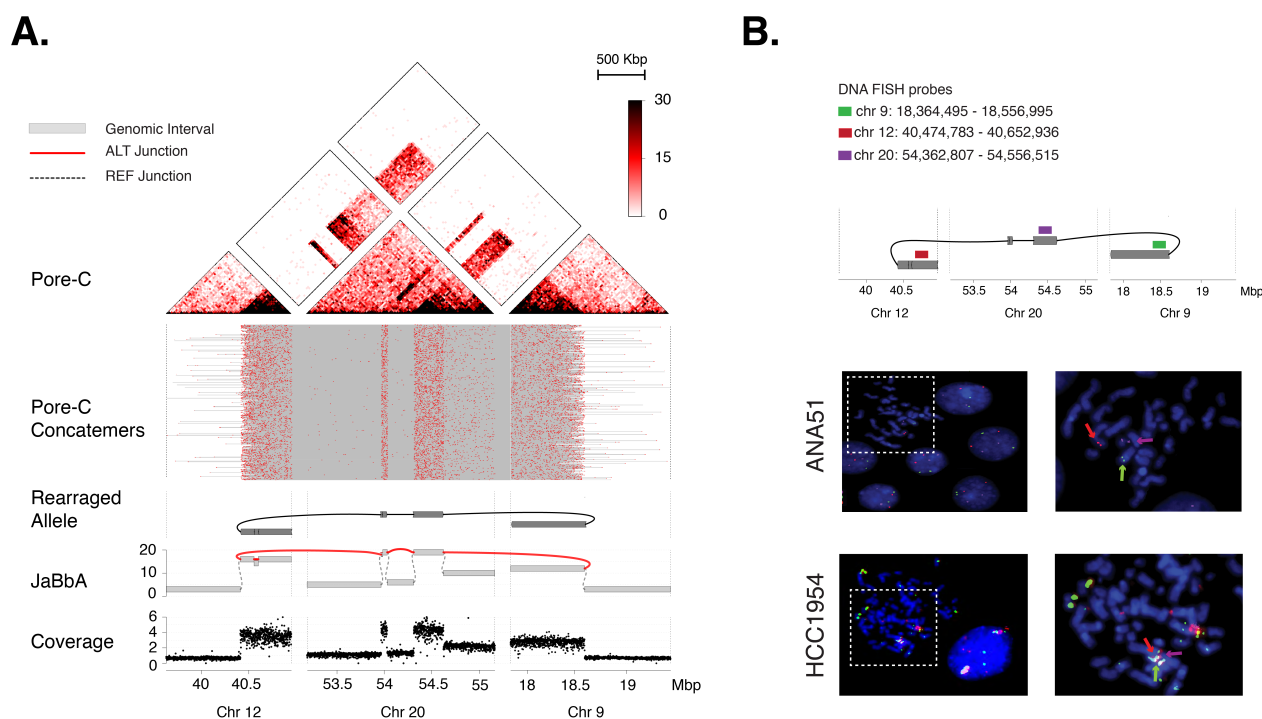 A.
B.
500 Kbp
30
15
0
Genomic Interval
ALT Junction
REF Junction
Pore-C
Pore-C
Concatemers
Rearraged
Allele
20
10
0
JaBbA
6
4
2
0
Coverage
40 40.5 53.5 54 54.5 55 18 18.5 19 Mbp
Chr 12 Chr 20 Chr 9
DNA FISH probes
chr 9: 18,364,495 - 18,556,995
chr 12: 40,474,783 - 40,652,936
chr 20: 54,362,807 - 54,556,515
40 40.5 53.5 54 54.5 55 18 18.5 19 Mbp
Chr 12 Chr 20 Chr 9
ANA51
HCC1954